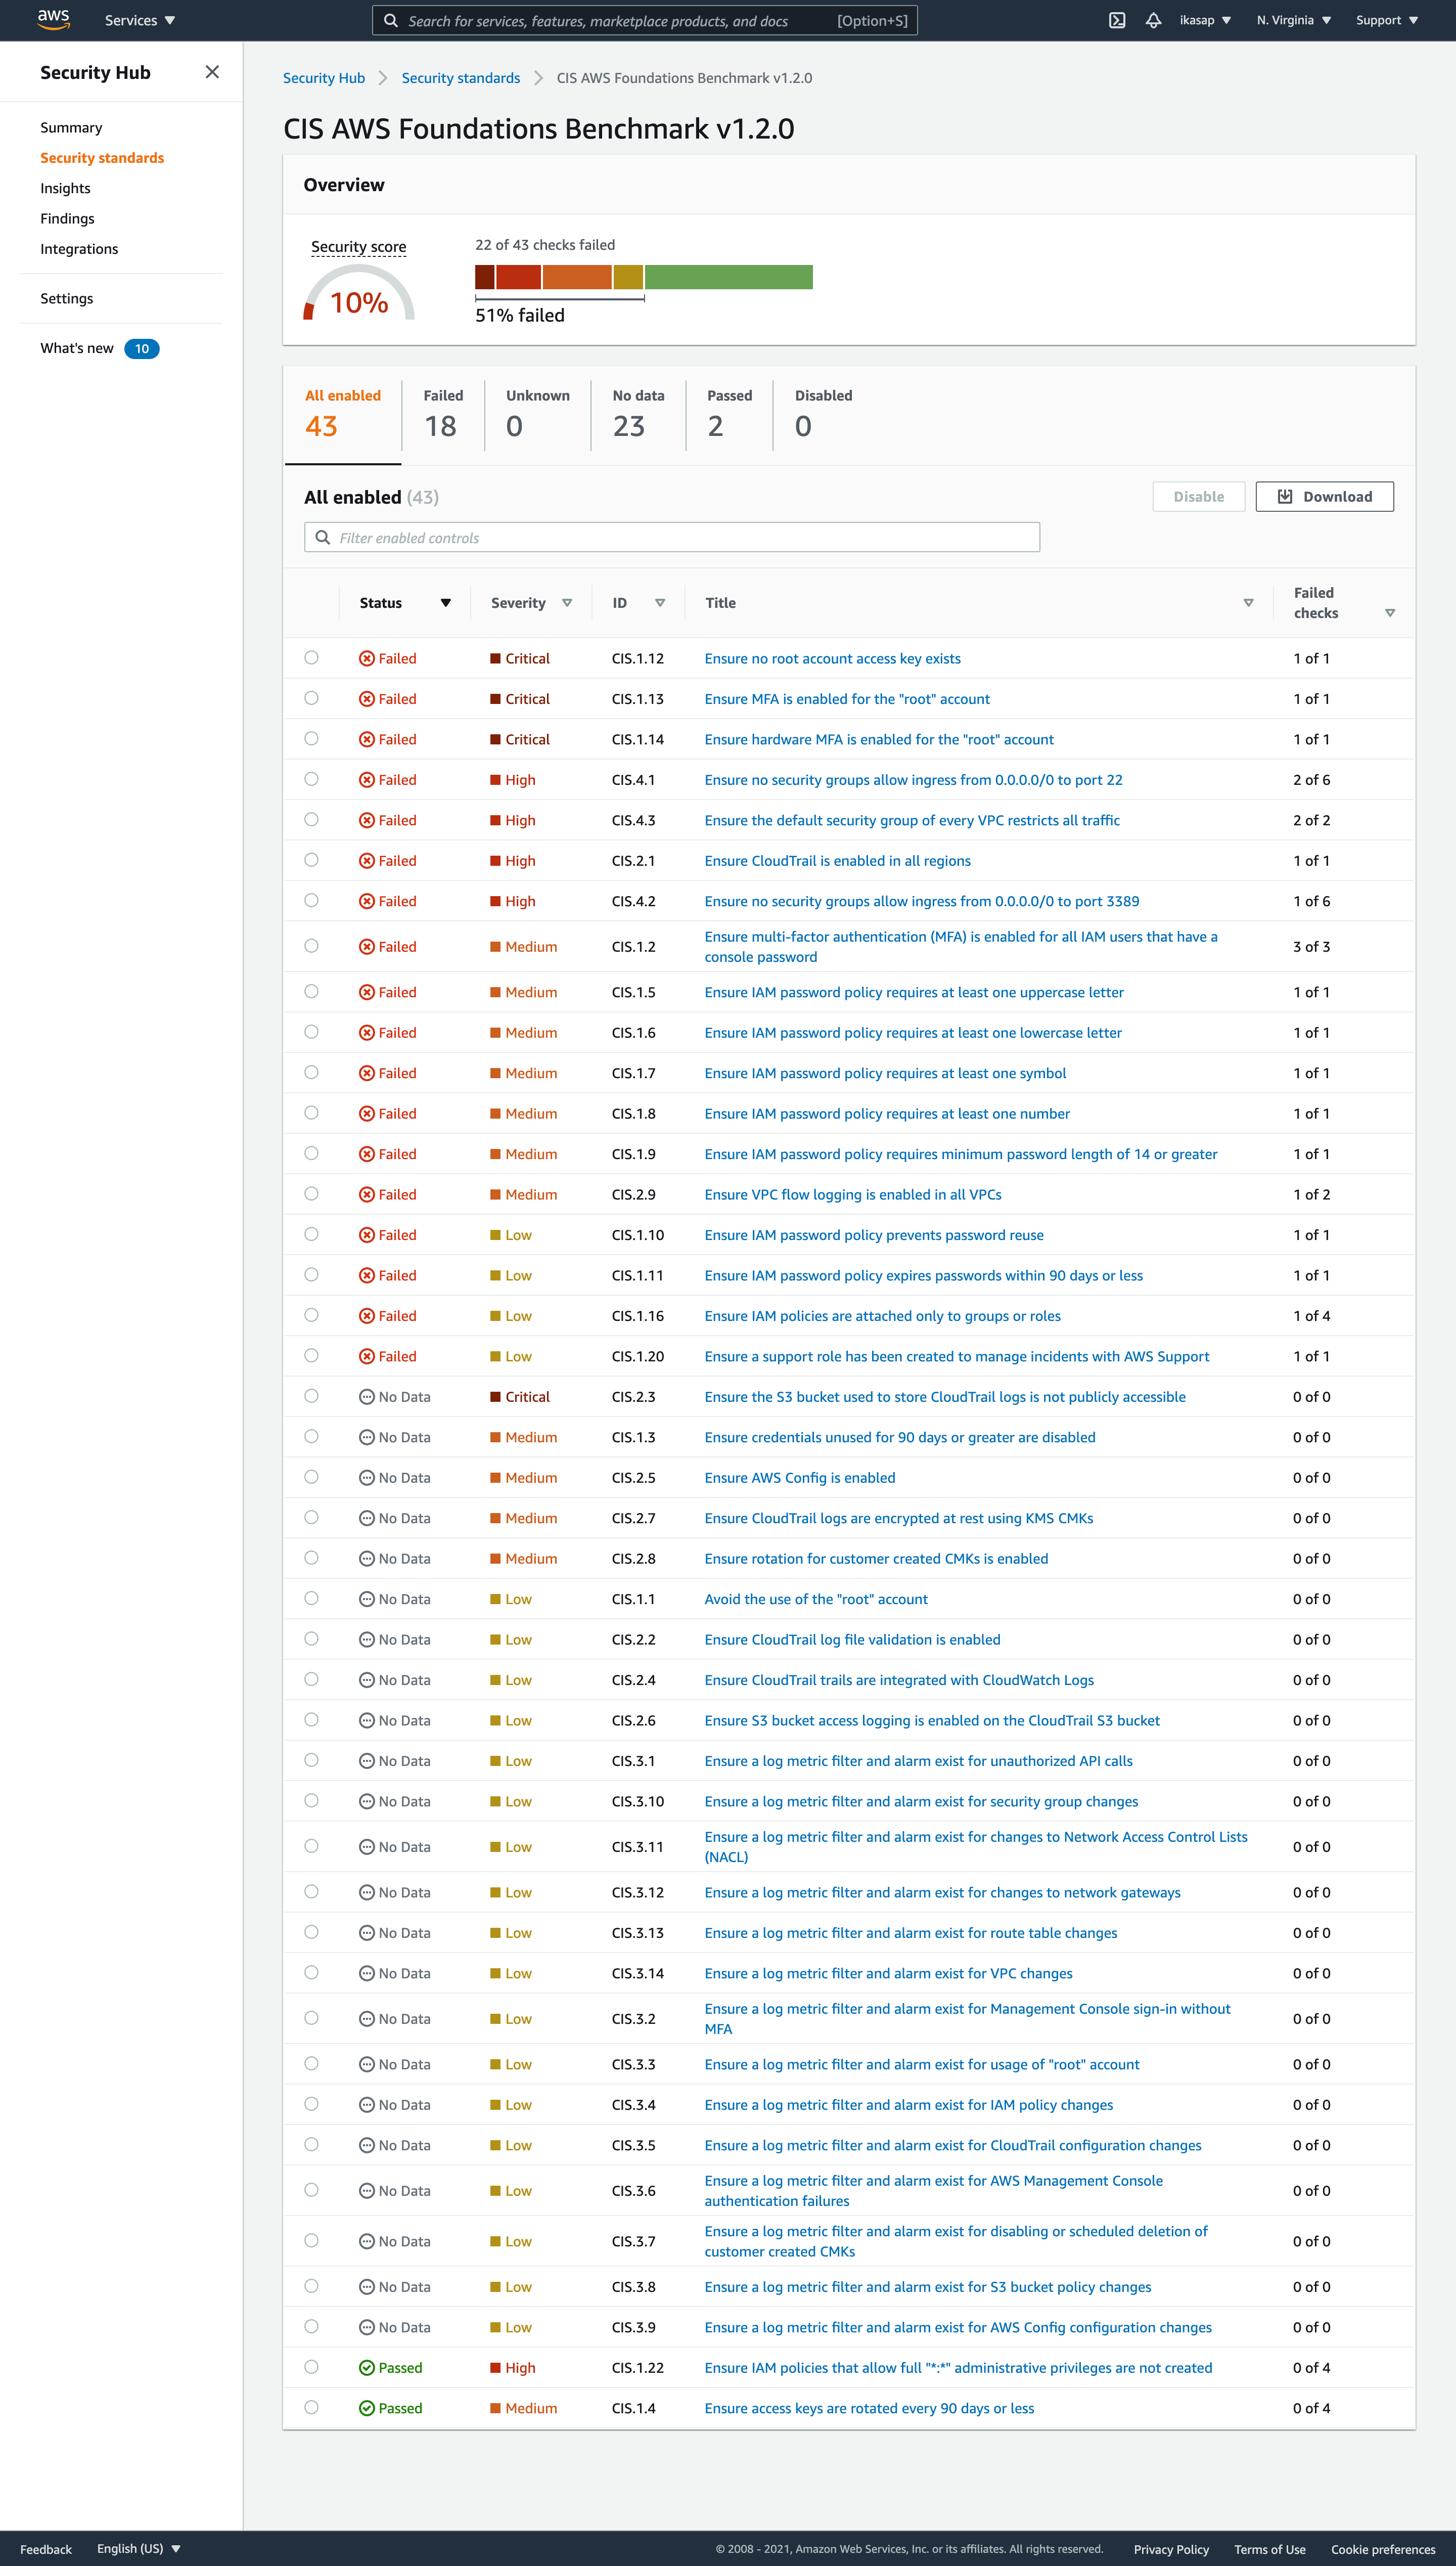 aws
Services
Search for services, features, marketplace products, and docs [Option+S]
ikasap
N. Virginia
Support
Security Hub
Summary
Security standards
Insights
Findings
Integrations
Settings
What's new 10
Security Hub Security standards CIS AWS Foundations Benchmark v1.2.0
CIS AWS Foundations Benchmark v1.2.0
Overview
Security score
10%
22 of 43 checks failed
51% failed
All enabled Failed Unknown No data Passed Disabled
43 18 0 23 2 0
All enabled (43)
Disable Download
Filter enabled controls
Status Severity ID Title Failed checks
Failed Critical CIS.1.12 Ensure no root account access key exists 1 of 1
Failed Critical CIS.1.13 Ensure MFA is enabled for the "root" account 1 of 1
Failed Critical CIS.1.14 Ensure hardware MFA is enabled for the "root" account 1 of 1
Failed High CIS.4.1 Ensure no security groups allow ingress from 0.0.0.0/0 to port 22 2 of 6
Failed High CIS.4.3 Ensure the default security group of every VPC restricts all traffic 2 of 2
Failed High CIS.2.1 Ensure CloudTrail is enabled in all regions 1 of 1
Failed High CIS.4.2 Ensure no security groups allow ingress from 0.0.0.0/0 to port 3389 1 of 6
Failed Medium CIS.1.2 Ensure multi-factor authentication (MFA) is enabled for all IAM users that have a
console password 3 of 3
Failed Medium CIS.1.5 Ensure IAM password policy requires at least one uppercase letter 1 of 1
Failed Medium CIS.1.6 Ensure IAM password policy requires at least one lowercase letter 1 of 1
Failed Medium CIS.1.7 Ensure IAM password policy requires at least one symbol 1 of 1
Failed Medium CIS.1.8 Ensure IAM password policy requires at least one number 1 of 1
Failed Medium CIS.1.9 Ensure IAM password policy requires minimum password length of 14 or greater 1 of 1
Failed Medium CIS.2.9 Ensure VPC flow logging is enabled in all VPCs 1 of 2
Failed Low CIS.1.10 Ensure IAM password policy prevents password reuse 1 of 1
Failed Low CIS.1.11 Ensure IAM password policy expires passwords within 90 days or less 1 of 1
Failed Low CIS.1.16 Ensure IAM policies are attached only to groups or roles 1 of 4
Failed Low CIS.1.20 Ensure a support role has been created to manage incidents with AWS Support 1 of 1
No Data Critical CIS.2.3 Ensure the S3 bucket used to store CloudTrail logs is not publicly accessible 0 of 0
No Data Medium CIS.1.3 Ensure credentials unused for 90 days or greater are disabled 0 of 0
No Data Medium CIS.2.5 Ensure AWS Config is enabled 0 of 0
No Data Medium CIS.2.7 Ensure CloudTrail logs are encrypted at rest using KMS CMKs 0 of 0
No Data Medium CIS.2.8 Ensure rotation for customer created CMKs is enabled 0 of 0
No Data Low CIS.1.1 Avoid the use of the "root" account 0 of 0
No Data Low CIS.2.2 Ensure CloudTrail log file validation is enabled 0 of 0
No Data Low CIS.2.4 Ensure CloudTrail trails are integrated with CloudWatch Logs 0 of 0
No Data Low CIS.2.6 Ensure S3 bucket access logging is enabled on the CloudTrail S3 bucket 0 of 0
No Data Low CIS.3.1 Ensure a log metric filter and alarm exist for unauthorized API calls 0 of 0
No Data Low CIS.3.10 Ensure a log metric filter and alarm exist for security group changes 0 of 0
No Data Low CIS.3.11 Ensure a log metric filter and alarm exist for changes to Network Access Control Lists
(NACL) 0 of 0
No Data Low CIS.3.12 Ensure a log metric filter and alarm exist for changes to network gateways 0 of 0
No Data Low CIS.3.13 Ensure a log metric filter and alarm exist for route table changes 0 of 0
No Data Low CIS.3.14 Ensure a log metric filter and alarm exist for VPC changes 0 of 0
No Data Low CIS.3.2 Ensure a log metric filter and alarm exist for Management Console sign-in without
MFA 0 of 0
No Data Low CIS.3.3 Ensure a log metric filter and alarm exist for usage of "root" account 0 of 0
No Data Low CIS.3.4 Ensure a log metric filter and alarm exist for IAM policy changes 0 of 0
No Data Low CIS.3.5 Ensure a log metric filter and alarm exist for CloudTrail configuration changes 0 of 0
No Data Low CIS.3.6 Ensure a log metric filter and alarm exist for AWS Management Console
authentication failures 0 of 0
No Data Low CIS.3.7 Ensure a log metric filter and alarm exist for disabling or scheduled deletion of
customer created CMKs 0 of 0
No Data Low CIS.3.8 Ensure a log metric filter and alarm exist for S3 bucket policy changes 0 of 0
No Data Low CIS.3.9 Ensure a log metric filter and alarm exist for AWS Config configuration changes 0 of 0
Passed High CIS.1.22 Ensure IAM policies that allow full "*:*" administrative privileges are not created 0 of 4
Passed Medium CIS.1.4 Ensure access keys are rotated every 90 days or less 0 of 4
Feedback English (US) © 2008 - 2021, Amazon Web Services, Inc. or its affiliates. All rights reserved. Privacy Policy Terms of Use Cookie preferences